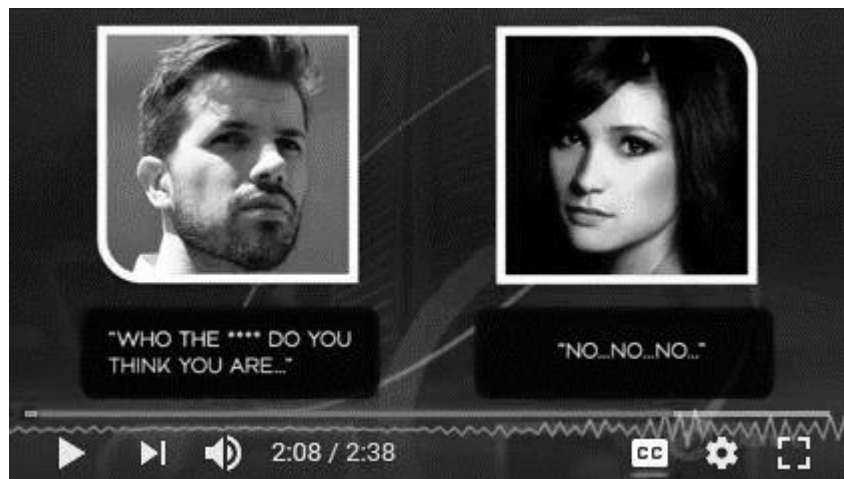 "WHO THE **** DO YOU
THINK YOU ARE..."
"NO...NO...NO..."
2:08 / 2:38
CC